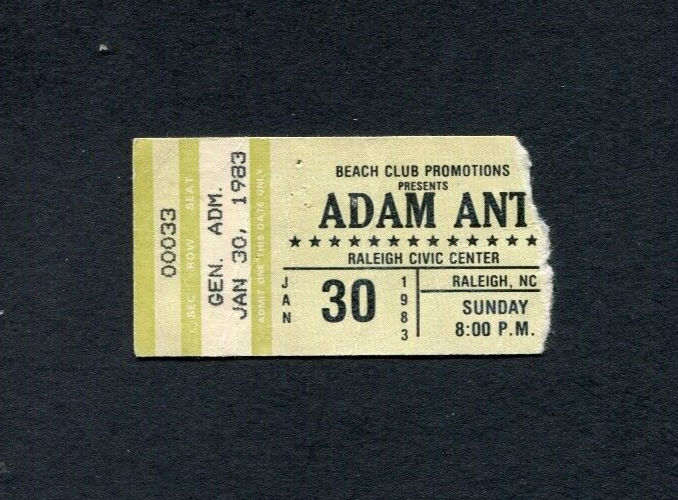 00033
SEC ROW SEAT
GEN. ADM.
JAN 30, 1983
ADMIT ONE THIS DATE ONLY
BEACH CLUB PROMOTIONS
PRESENTS
ADAM ANT
★★★★★★★★★★★★★
RALEIGH CIVIC CENTER
JAN
30
1983
RALEIGH, NC
SUNDAY
8:00 P.M.